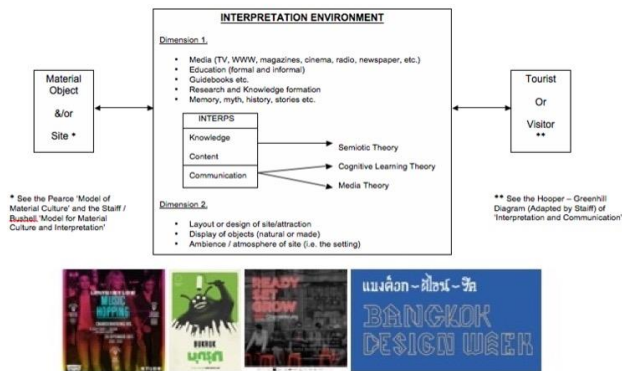 INTERPRETATION ENVIRONMENT
Dimension 1.
• Media (TV, WWW, magazines, cinema, radio, newspaper, etc.)
• Education (formal and informal)
• Guidebooks etc.
• Research and Knowledge formation
• Memory, myth, history, stories etc.
Material
Object
&/or
Site *
Tourist
Or
Visitor
**
INTERPS
Knowledge
Content
Communication
Semiotic Theory
Cognitive Learning Theory
Media Theory
* See the Pearce 'Model of
Material Culture' and the Staiff /
Bushell 'Model for Material
Culture and Interpretation'
** See the Hooper – Greenhill
Diagram (Adapted by Staiff) of
'Interpretation and Communication'
Dimension 2.
• Layout or design of site/attraction
• Display of objects (natural or made)
• Ambience / atmosphere of site (i.e. the setting)
MUSIC
HOPPING
BUKRUK
บุกรุก
READY
SET
GROW
แบงค็อก ~ ดีไซน์ ~ วีค
BANGKOK
DESIGN WEEK